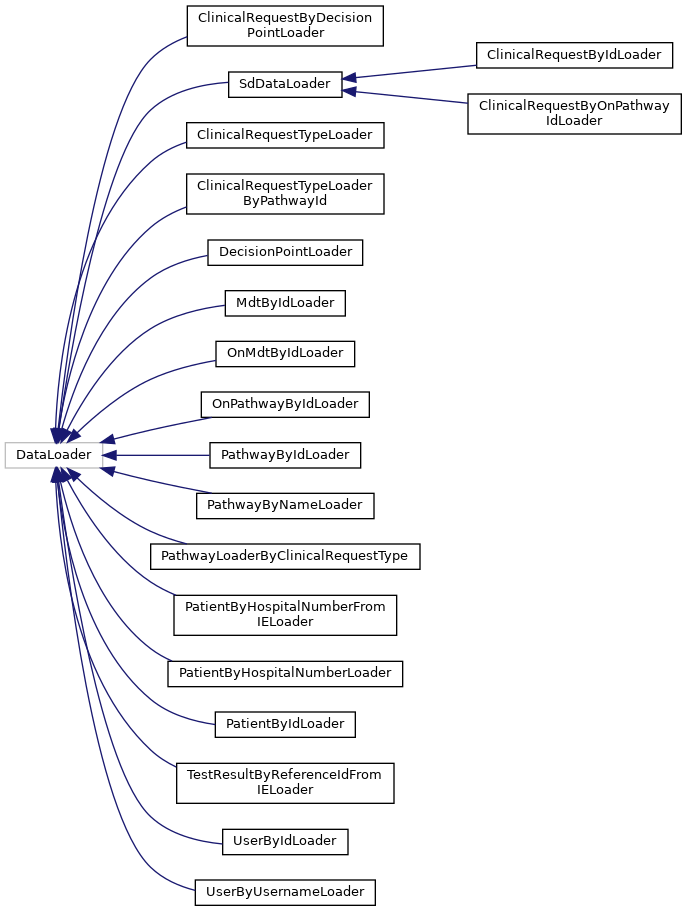 ClinicalRequestByDecision
PointLoader
SdDataLoader
ClinicalRequestByIdLoader
ClinicalRequestByOnPathway
IdLoader
ClinicalRequestTypeLoader
ClinicalRequestTypeLoader
ByPathwayId
DecisionPointLoader
MdtByIdLoader
OnMdtByIdLoader
OnPathwayByIdLoader
DataLoader
PathwayByIdLoader
PathwayByNameLoader
PathwayLoaderByClinicalRequestType
PatientByHospitalNumberFrom
IELoader
PatientByHospitalNumberLoader
PatientByIdLoader
TestResultByReferenceIdFrom
IELoader
UserByIdLoader
UserByUsernameLoader